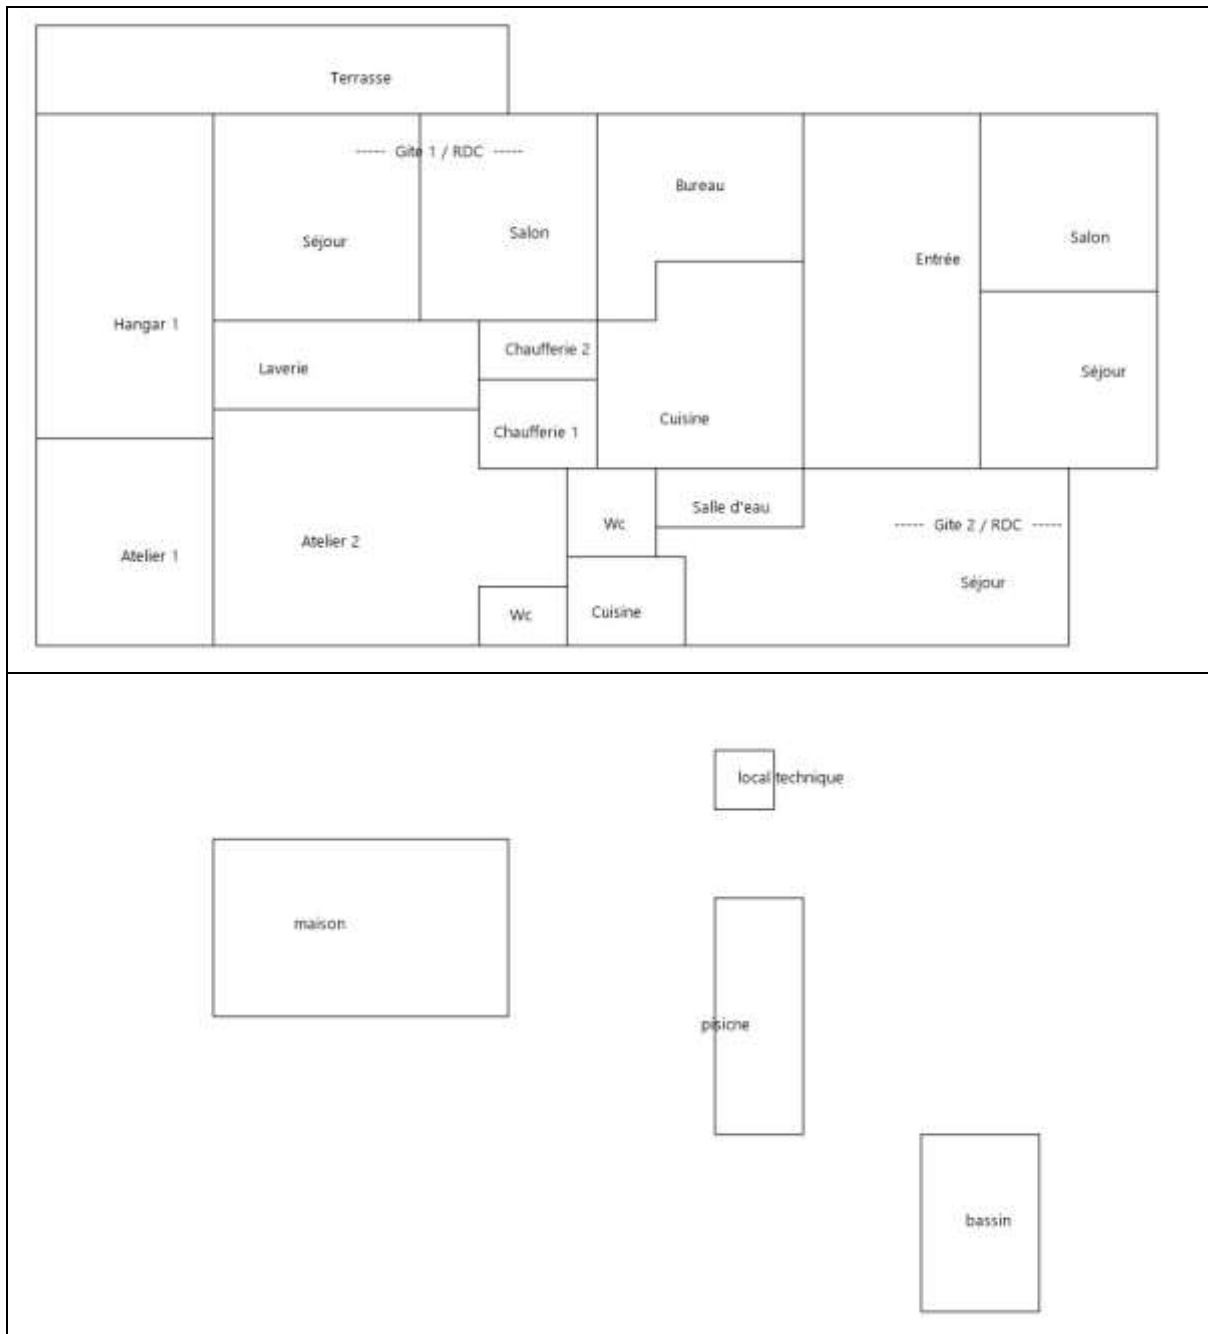 Terrasse
----- Gite 1 / RDC -----
Bureau
Séjour
Salon
Salon
Entrée
Hangar 1
Chaufferie 2
Laverie
Séjour
Cuisine
Chaufferie 1
Salle d'eau
Wc
----- Gite 2 / RDC -----
Atelier 2
Atelier 1
Séjour
Wc
Cuisine
local technique
maison
pisicne
bassin